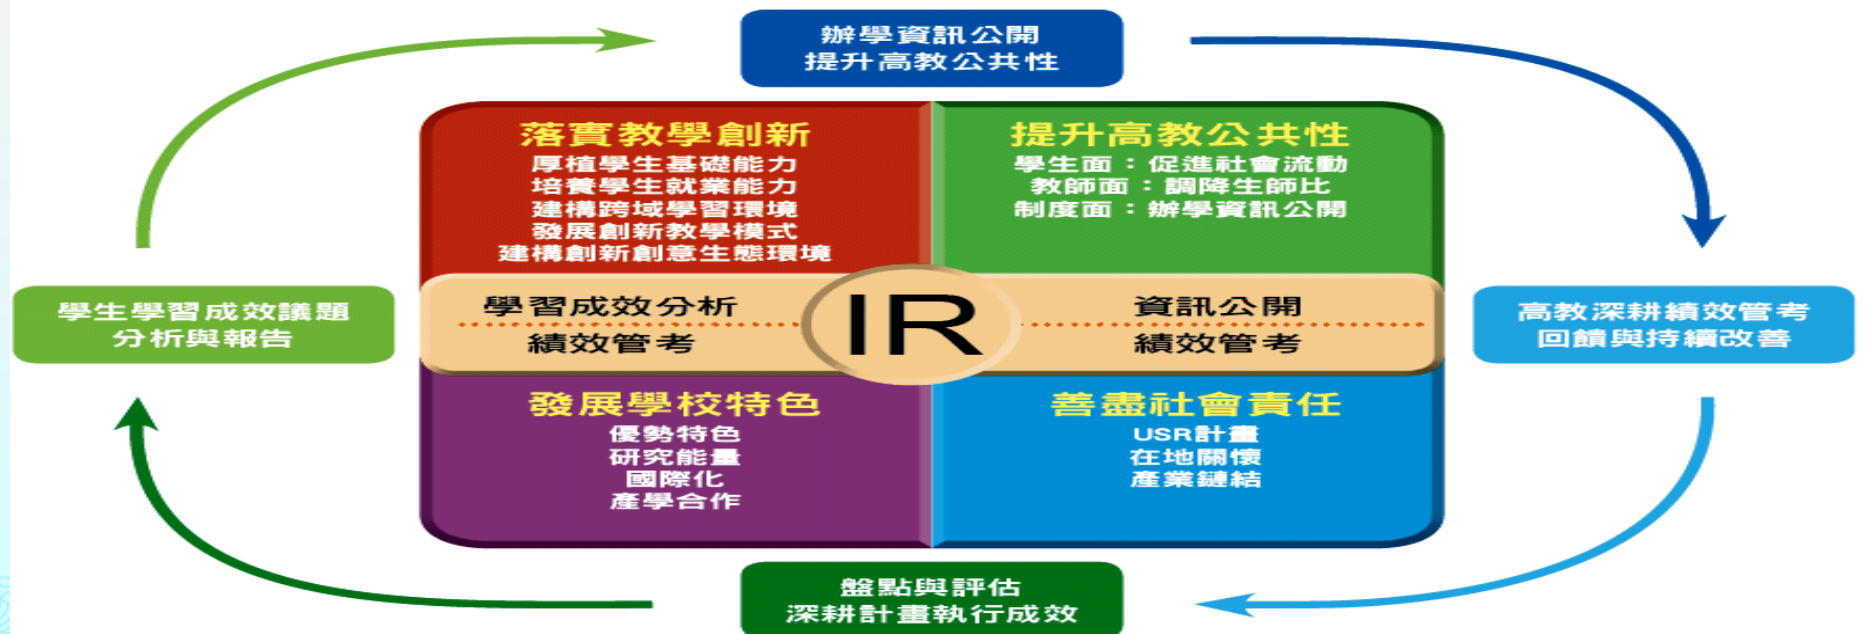 辦學資訊公開
提升高教公共性
落實教學創新
厚植學生基礎能力
培養學生就業能力
建構跨域學習環境
發展創新教學模式
建構創新創意生態環境
提升高教公共性
學生面：促進社會流動
教師面：調降生師比
制度面：辦學資訊公開
學生學習成效議題
分析與報告
學習成效分析
績效管考
IR
資訊公開
績效管考
高教深耕績效管考
回饋與持續改善
發展學校特色
優勢特色
研究能量
國際化
產學合作
善盡社會責任
USR計畫
在地關懷
產業鏈結
盤點與評估
深耕計畫執行成效